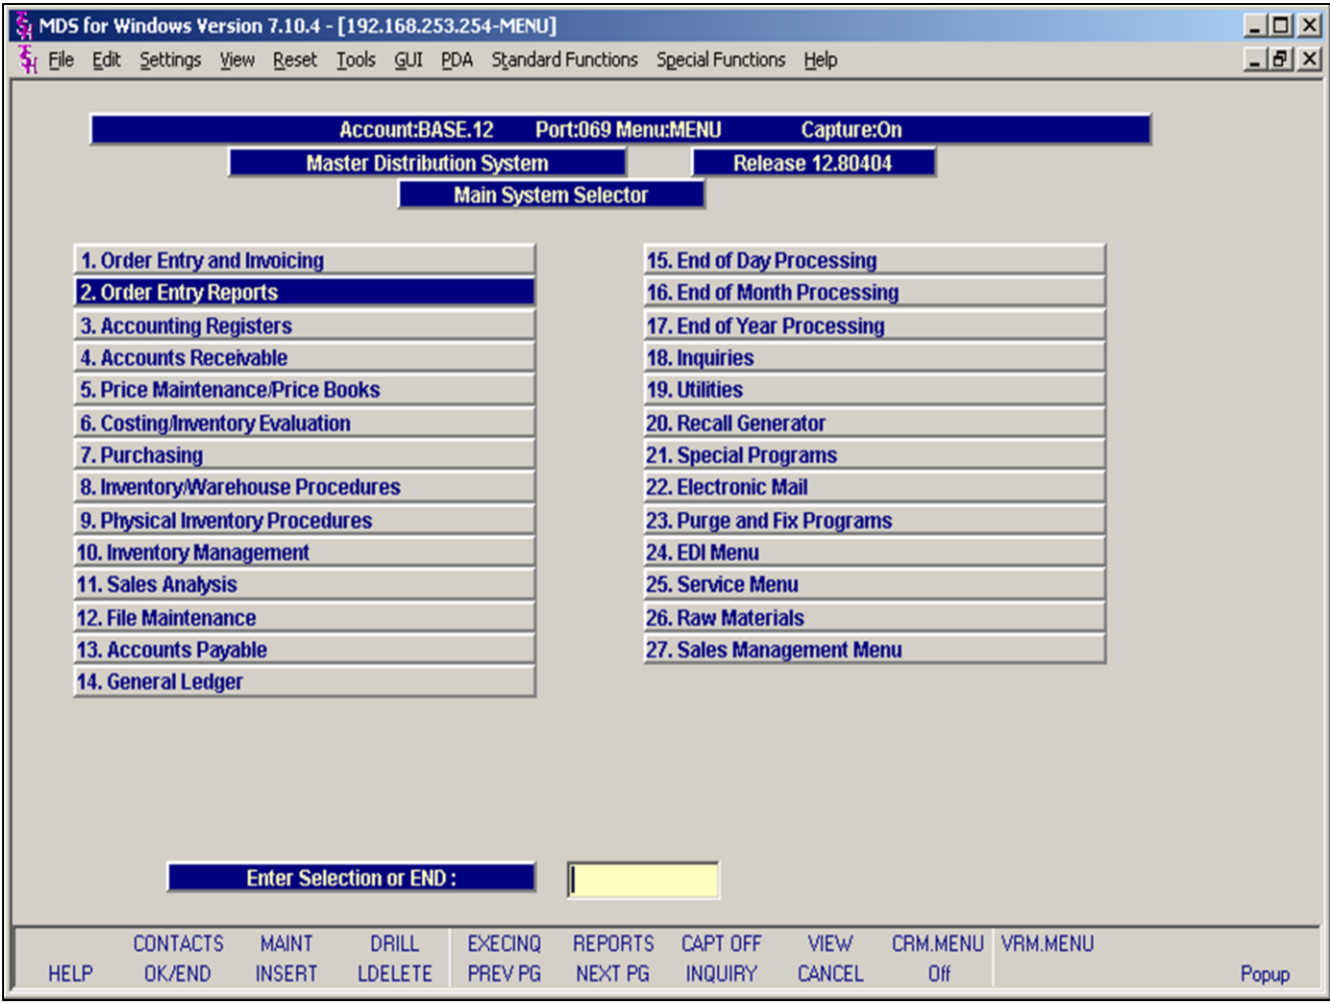 MDS for Windows Version 7.10.4 - [192.168.253.254-MENU]
File Edit Settings View Reset Tools GUI PDA Standard Functions Special Functions Help
Account:BASE.12 Port:069 Menu:MENU Capture:On
Master Distribution System Release 12.80404
Main System Selector
1. Order Entry and Invoicing
2. Order Entry Reports
3. Accounting Registers
4. Accounts Receivable
5. Price Maintenance/Price Books
6. Costing/Inventory Evaluation
7. Purchasing
8. Inventory/Warehouse Procedures
9. Physical Inventory Procedures
10. Inventory Management
11. Sales Analysis
12. File Maintenance
13. Accounts Payable
14. General Ledger
15. End of Day Processing
16. End of Month Processing
17. End of Year Processing
18. Inquiries
19. Utilities
20. Recall Generator
21. Special Programs
22. Electronic Mail
23. Purge and Fix Programs
24. EDI Menu
25. Service Menu
26. Raw Materials
27. Sales Management Menu
Enter Selection or END :
CONTACTS MAINT DRILL EXECINQ REPORTS CAPT OFF VIEW CRM.MENU VRM.MENU
HELP OK/END INSERT LDELETE PREV PG NEXT PG INQUIRY CANCEL Off Popup